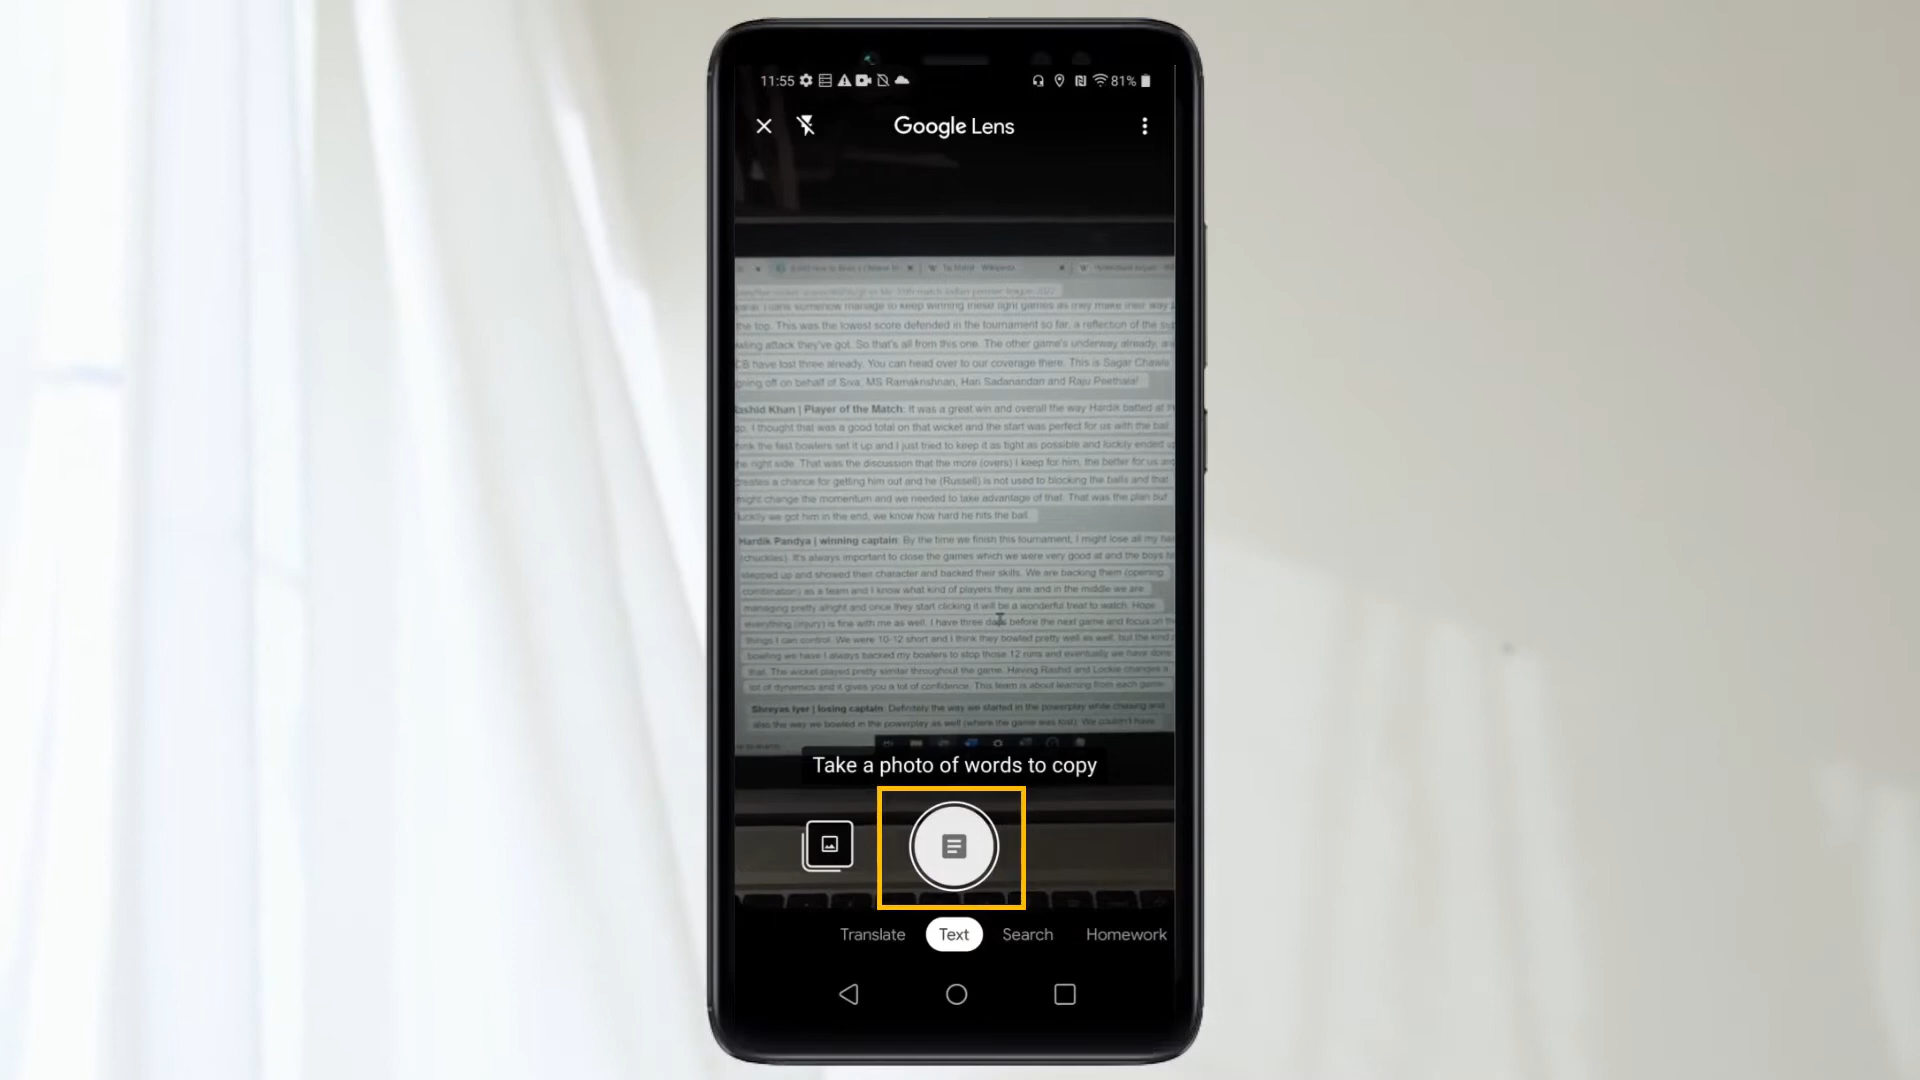 11:55 81%
Google Lens
Taj Mahal - Wikipedia
manage to keep winning these tight games as they make their way
the top. This was the lowest score defended in the tournament so far, a reflection of the
attack they've got. So that's all from this one. The other game's underway already,
have lost three already. You can head over to our coverage there. This is Sagar Chawla
off on behalf of Siva, MS Ramakrishnan, Hari Sadanandan and Raju Peethala!
Khan | Player of the Match: It was a great win and overall the way Hardik batted at
I thought that was a good total on that wicket and the start was perfect for us with the ball
the fast bowlers set it up and I just tried to keep it as tight as possible and luckily ended
right side. That was the discussion that the more (overs) I keep for him, the better for us
creates a chance for getting him out and he (Russell) is not used to blocking the balls and that
might change the momentum and we needed to take advantage of that. That was the plan but
luckily we got him in the end, we know how hard he hits the ball.
Hardik Pandya | winning captain: By the time we finish this tournament, I might lose all my
(chuckles). It's always important to close the games which we were very good at and the boys
stepped up and showed their character and backed their skills. We are backing them (opening
combination) as a team and I know what kind of players they are and in the middle we are
managing pretty alright and once they start clicking it will be a wonderful treat to watch. Hope
everything (injury) is fine with me as well. I have three days before the next game and focus on
things I can control. We were 10-12 short and I think they bowled pretty well as well, but the kind
bowling we have I always backed my bowlers to stop those 12 runs and eventually we have done
that. The wicket played pretty similar throughout the game. Having Rashid and Lockie changes a
lot of dynamics and it gives you a lot of confidence. This team is about learning from each game
Shreyas Iyer | losing captain: Definitely the way we started in the powerplay while chasing and
also the way we bowled in the powerplay as well (where the game was lost). We couldn't have
Take a photo of words to copy
Translate Text Search Homework